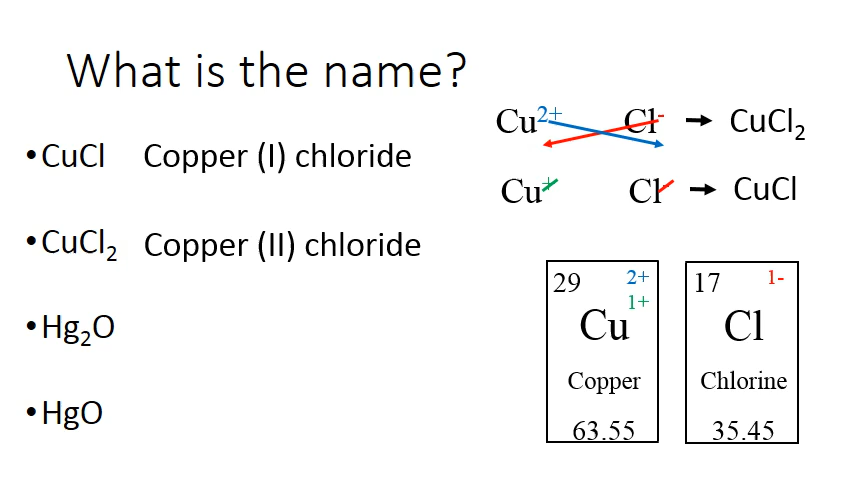 What is the name?
•CuCl Copper (I) chloride
•CuCl₂ Copper (II) chloride
•Hg₂O
•HgO
Cu²⁺ Cl⁻ → CuCl₂
Cu⁺ Cl⁻ → CuCl
29 2+
1+
Cu
Copper
63.55
17 1-
Cl
Chlorine
35.45